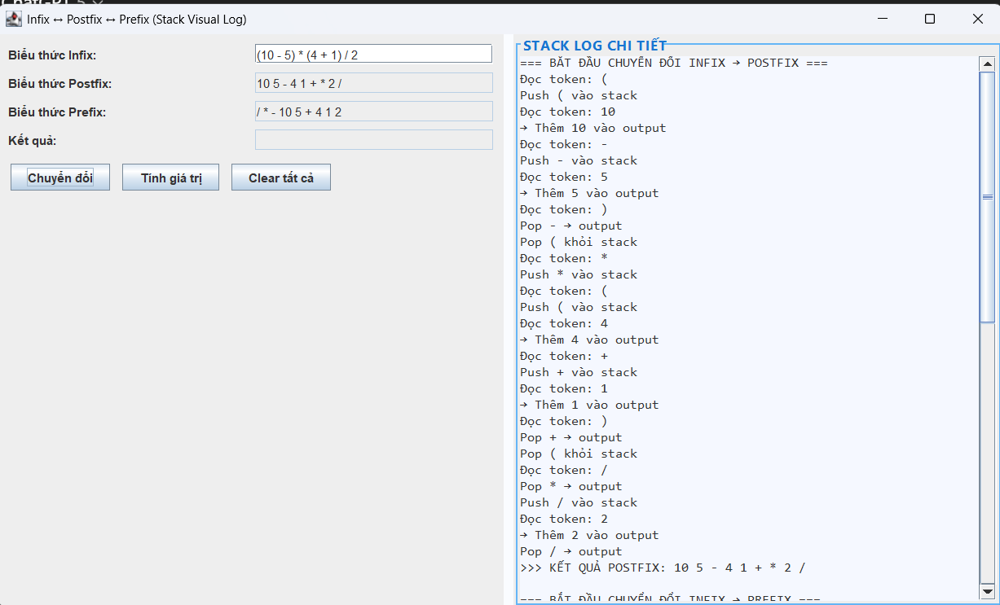 Infix ↔ Postfix ↔ Prefix (Stack Visual Log)
Biểu thức Infix:
(10 - 5) * (4 + 1) / 2
Biểu thức Postfix:
10 5 - 4 1 + * 2 /
Biểu thức Prefix:
/ * - 10 5 + 4 1 2
Kết quả:
Chuyển đổi
Tính giá trị
Clear tất cả
STACK LOG CHI TIẾT
=== BẮT ĐẦU CHUYỂN ĐỔI INFIX → POSTFIX ===
Đọc token: (
Push ( vào stack
Đọc token: 10
→ Thêm 10 vào output
Đọc token: -
Push - vào stack
Đọc token: 5
→ Thêm 5 vào output
Đọc token: )
Pop - → output
Pop ( khỏi stack
Đọc token: *
Push * vào stack
Đọc token: (
Push ( vào stack
Đọc token: 4
→ Thêm 4 vào output
Đọc token: +
Push + vào stack
Đọc token: 1
→ Thêm 1 vào output
Đọc token: )
Pop + → output
Pop ( khỏi stack
Đọc token: /
Pop * → output
Push / vào stack
Đọc token: 2
→ Thêm 2 vào output
Pop / → output
>>> KẾT QUẢ POSTFIX: 10 5 - 4 1 + * 2 /
=== BẮT ĐẦU CHUYỂN ĐỔI INFIX → PREFIX ===